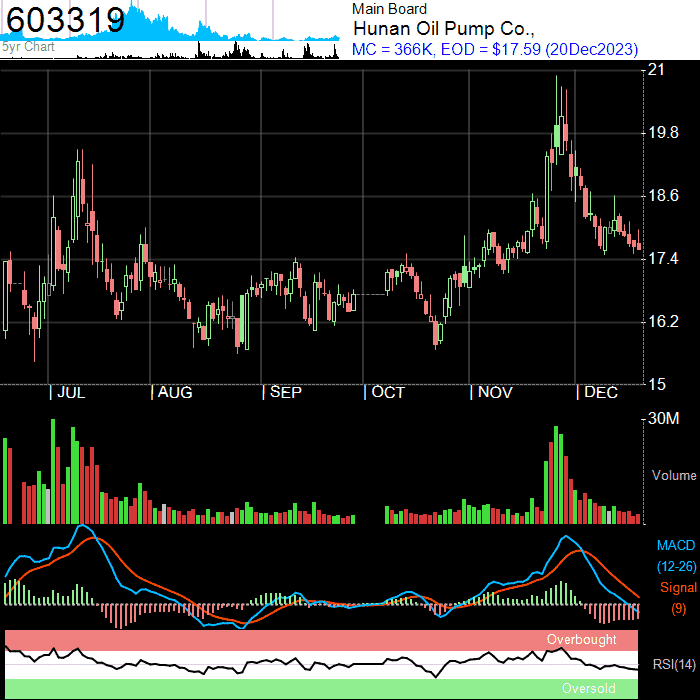 603319
5yr Chart
Main Board
Hunan Oil Pump Co.,
MC = 366K, EOD = $17.59 (20Dec2023)
21
19.8
18.6
17.4
16.2
15
| JUL | AUG | SEP | OCT | NOV | DEC
30M
Volume
MACD
(12-26)
Signal
(9)
Overbought
RSI(14)
Oversold